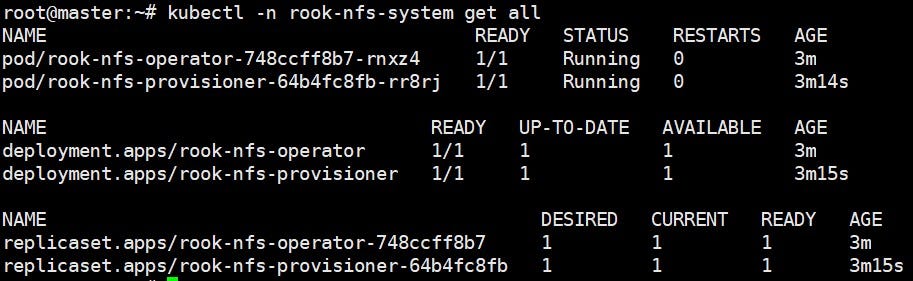 root@master:~# kubectl -n rook-nfs-system get all
NAME READY STATUS RESTARTS AGE
pod/rook-nfs-operator-748ccff8b7-rnxz4 1/1 Running 0 3m
pod/rook-nfs-provisioner-64b4fc8fb-rr8rj 1/1 Running 0 3m14s
NAME READY UP-TO-DATE AVAILABLE AGE
deployment.apps/rook-nfs-operator 1/1 1 1 3m
deployment.apps/rook-nfs-provisioner 1/1 1 1 3m15s
NAME DESIRED CURRENT READY AGE
replicaset.apps/rook-nfs-operator-748ccff8b7 1 1 1 3m
replicaset.apps/rook-nfs-provisioner-64b4fc8fb 1 1 1 3m15s